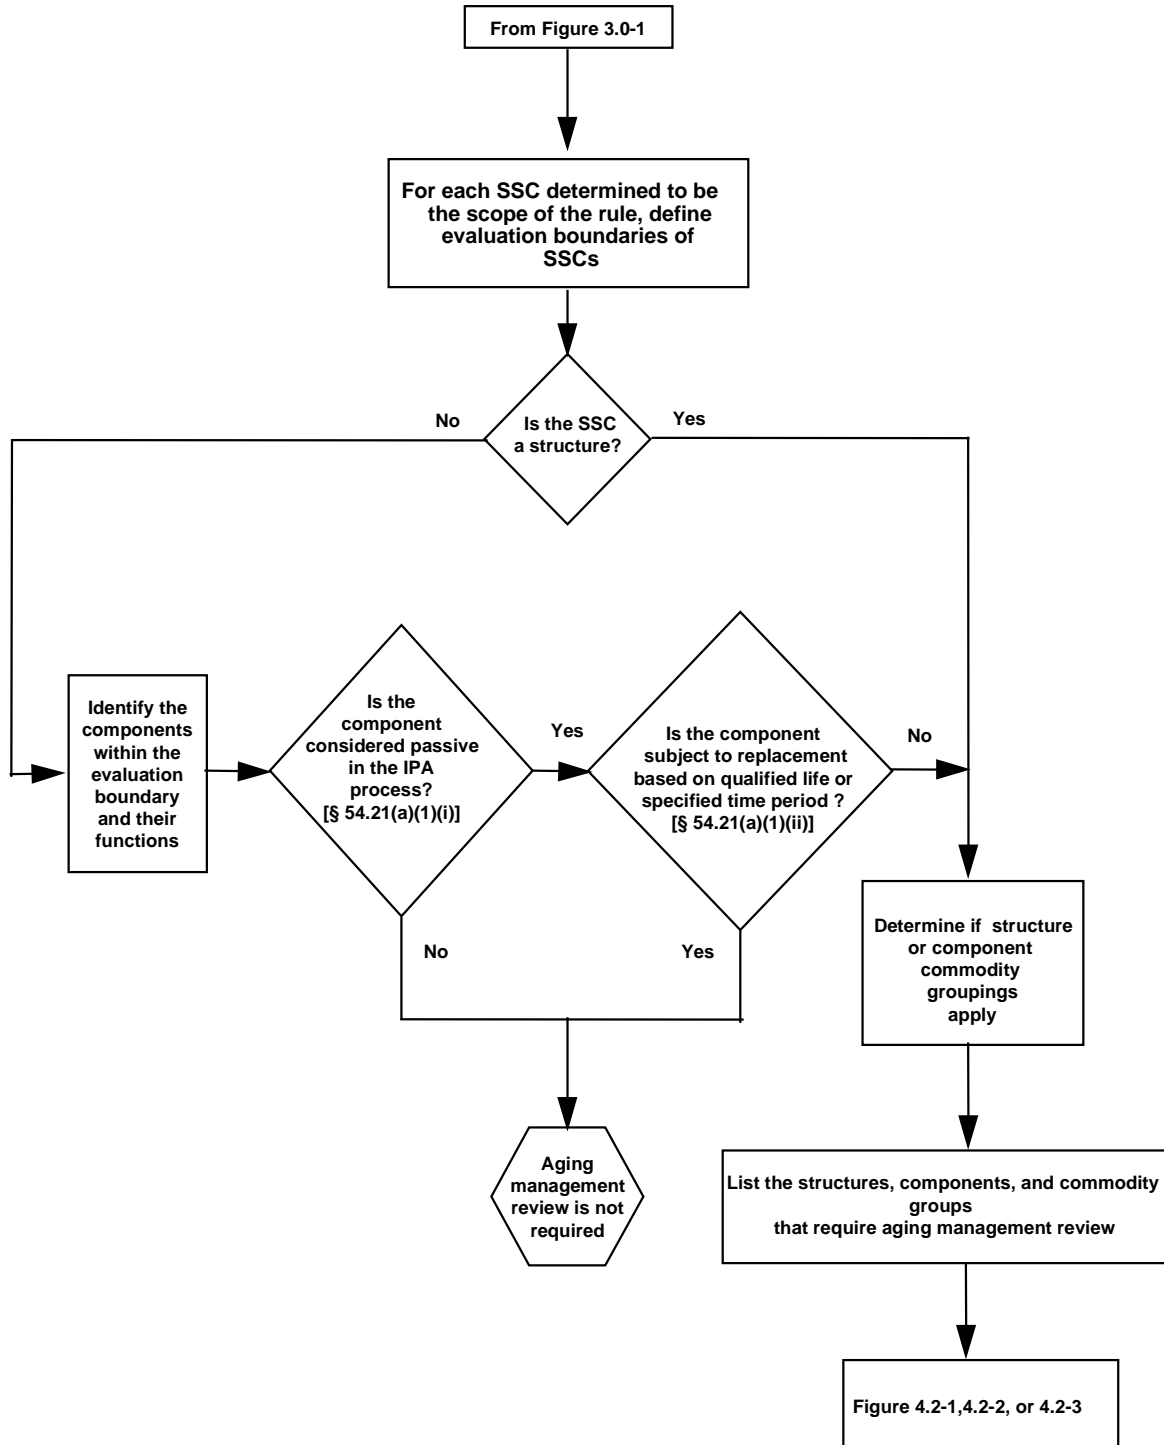 From Figure 3.0-1
For each SSC determined to be
the scope of the rule, define
evaluation boundaries of
SSCs
No
Is the SSC
a structure?
Yes
Identify the
components
within the
evaluation
boundary
and their
functions
Is the
component
considered passive
in the IPA
process?
[§ 54.21(a)(1)(i)]
Yes
Is the component
subject to replacement
based on qualified life or
specified time period ?
[§ 54.21(a)(1)(ii)]
No
No
Yes
Determine if structure
or component
commodity
groupings
apply
Aging
management
review is not
required
List the structures, components, and commodity
groups
that require aging management review
Figure 4.2-1,4.2-2, or 4.2-3